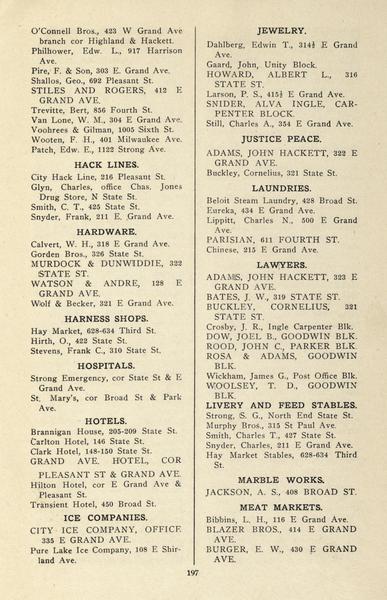 O'Connell Bros., 423 W Grand Ave
branch cor Highland & Hackett.
Philhower, Edw. L., 917 Harrison
Ave.
Pire, F. & Son, 303 E. Grand Ave.
Shallos, Geo., 692 Pleasant St.
STILES AND ROGERS, 412 E
GRAND AVE.
Trevitte, Bert, 856 Fourth St.
Van Lone, W. M., 304 E Grand Av.
Voohrees & Gilman, 1005 Sixth St.
Wooten, F. H., 401 Milwaukee Ave.
Patch, Edw. E., 1122 Strong Ave.
HACK LINES.
City Hack Line, 216 Pleasant St.
Glyn, Charles, office Chas. Jones
Drug Store, N State St.
Smith, C. T., 425 State St.
Snyder, Frank, 211 E. Grand Ave.
HARDWARE.
Calvert, W. H., 318 E Grand Av.
Gorden Bros., 326 State St.
MURDOCK & DUNWIDDIE, 322
STATE ST.
WATSON & ANDRE, 128 E
GRAND AVE.
Wolf & Becker, 321 E Grand Ave.
HARNESS SHOPS.
Hay Market, 628-634 Third St.
Hirth, O., 422 State St.
Stevens, Frank C., 310 State St.
HOSPITALS.
Strong Emergency, cor State St & E
Grand Ave.
St. Mary's, cor Broad St & Park
Ave.
HOTELS.
Brannigan House, 205-209 State St.
Carlton Hotel, 146 State St.
Clark Hotel, 148-150 State St.
GRAND AVE. HOTEL, COR
PLEASANT ST & GRAND AVE.
Hilton Hotel, cor E Grand Ave &
Pleasant St.
Transient Hotel, 450 Broad St.
ICE COMPANIES.
CITY ICE COMPANY, OFFICE
335 E GRAND AVE.
Pure Lake Ice Company, 108 E Shir-
land Ave.
JEWELRY.
Dahlberg, Edwin T., 314½ E Grand
Ave.
Gaard, John, Unity Block.
HOWARD, ALBERT L., 316
STATE ST.
Larson, P. S., 415½ E Grand Ave.
SNIDER, ALVA INGLE, CAR-
PENTER BLOCK.
Still, Charles A., 354 E Grand Ave.
JUSTICE PEACE.
ADAMS, JOHN HACKETT, 322 E
GRAND AVE.
Buckley, Cornelius, 321 State St.
LAUNDRIES.
Beloit Steam Laundry, 428 Broad St.
Eureka, 434 E Grand Ave.
Lippitt, Charles N., 500 E Grand
Ave.
PARISIAN, 611 FOURTH ST.
Chinese, 215 E Grand Ave.
LAWYERS.
ADAMS, JOHN HACKETT, 323 E
GRAND AVE.
BATES, J. W., 319 STATE ST.
BUCKLEY, CORNELIUS, 321
STATE ST.
Crosby, J. R., Ingle Carpenter Blk.
DOW, JOEL B., GOODWIN BLK.
ROOD, JOHN C., PARKER BLK
ROSA & ADAMS, GOODWIN
BLK.
Wickham, James G., Post Office Blk.
WOOLSEY, T. D., GOODWIN
BLK.
LIVERY AND FEED STABLES.
Strong, S. G., North End State St.
Murphy Bros., 315 St Paul Ave.
Smith, Charles T., 427 State St.
Snyder, Charles, 211 E Grand Ave.
Hay Market Stables, 628-634 Third
St.
MARBLE WORKS.
JACKSON, A. S., 408 BROAD ST.
MEAT MARKETS.
Bibbins, L. H., 116 E Grand Ave.
BLAZER BROS., 414 E GRAND
AVE.
BURGER, E. W., 430 E GRAND
AVE.
197